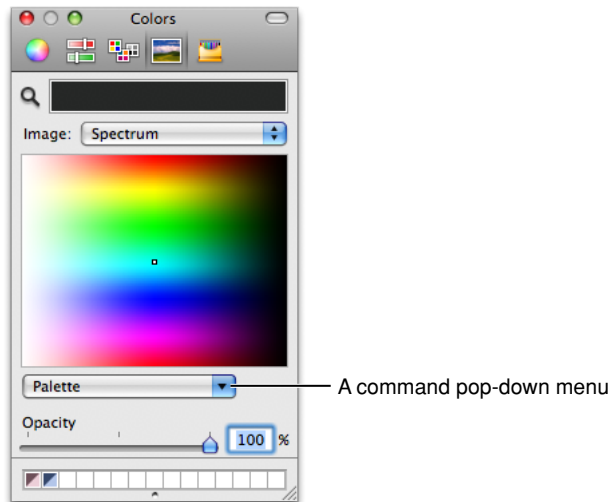 Colors
Image: Spectrum
Palette
A command pop-down menu
Opacity
100 %